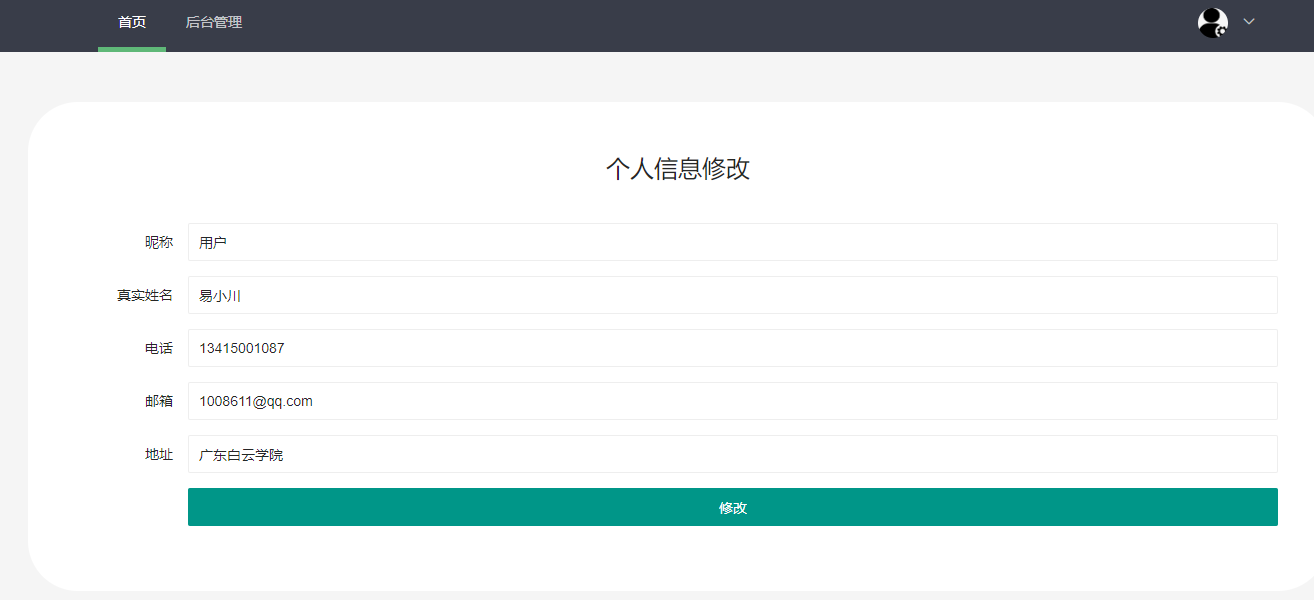 首页 后台管理
个人信息修改
昵称 用户
真实姓名 易小川
电话 13415001087
邮箱 1008611@qq.com
地址 广东白云学院
修改